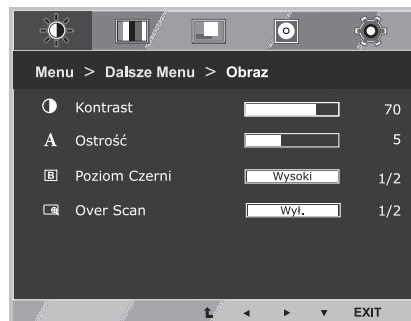 Menu > Dalsze Menu > Obraz
Kontrast 70
A Ostrość 5
B Poziom Czerni Wysoki 1/2
Over Scan Wył. 1/2
EXIT